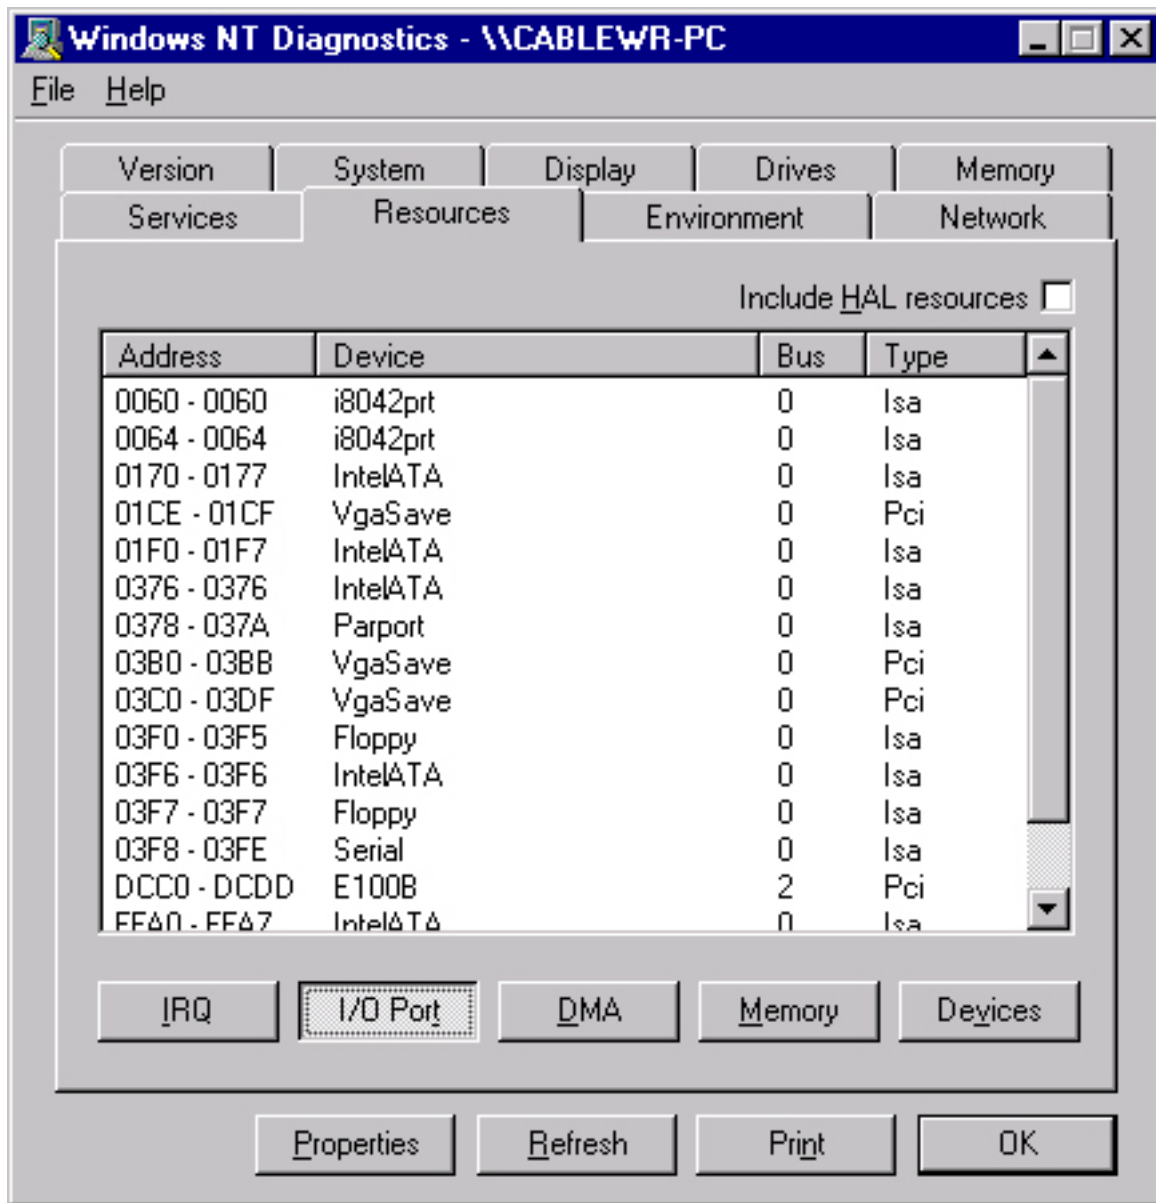 Windows NT Diagnostics - \\CABLEWR-PC
File Help
Version System Display Drives Memory
Services Resources Environment Network
Include HAL resources
Address Device Bus Type
0060 - 0060 i8042prt 0 Isa
0064 - 0064 i8042prt 0 Isa
0170 - 0177 IntelATA 0 Isa
01CE - 01CF VgaSave 0 Pci
01F0 - 01F7 IntelATA 0 Isa
0376 - 0376 IntelATA 0 Isa
0378 - 037A Parport 0 Isa
03B0 - 03BB VgaSave 0 Pci
03C0 - 03DF VgaSave 0 Pci
03F0 - 03F5 Floppy 0 Isa
03F6 - 03F6 IntelATA 0 Isa
03F7 - 03F7 Floppy 0 Isa
03F8 - 03FE Serial 0 Isa
DCC0 - DCDD E100B 2 Pci
FFA0 - FFA7 IntelATA 0 Isa
IRQ I/O Port DMA Memory Devices
Properties Refresh Print OK